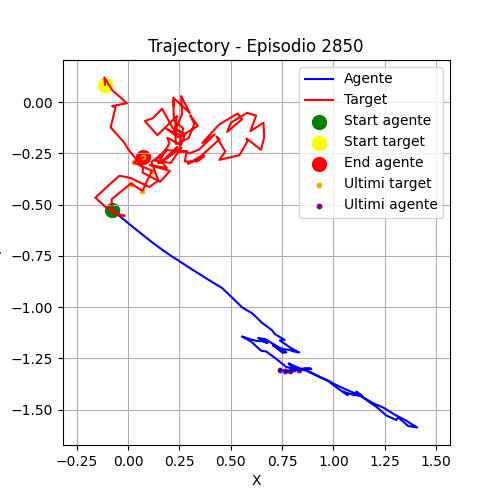 Trajectory - Episodio 2850
Agente
Target
Start agente
Start target
End agente
Ultimi target
Ultimi agente
0.00
−0.25
−0.50
−0.75
−1.00
−1.25
−1.50
−0.25
0.00
0.25
0.50
0.75
1.00
1.25
1.50
X